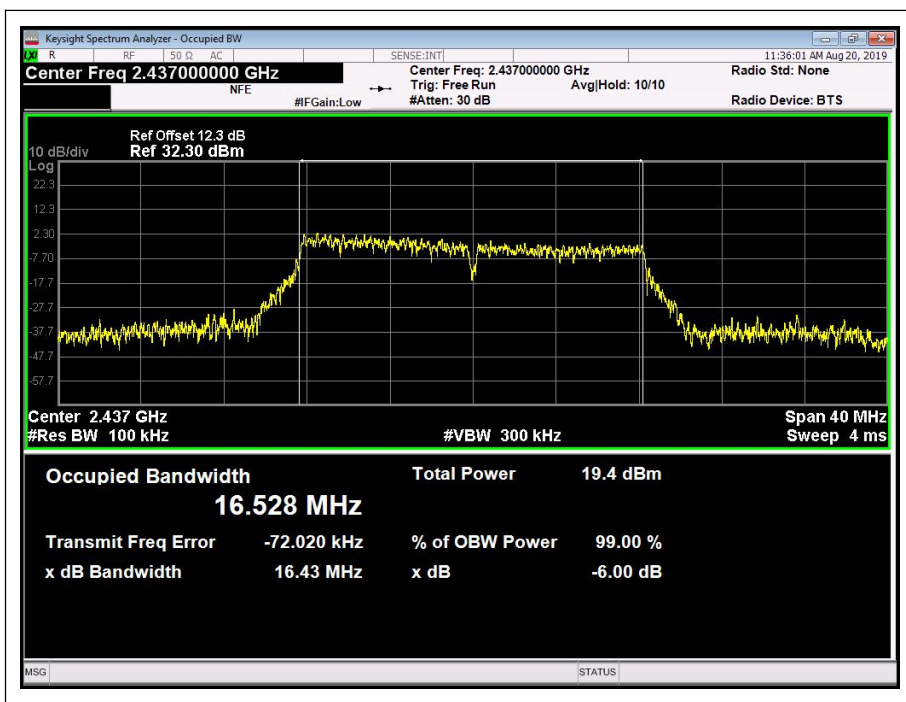 Keysight Spectrum Analyzer - Occupied BW
LXI R RF 50 Ω AC SENSE:INT 11:36:01 AM Aug 20, 2019
Center Freq 2.437000000 GHz Center Freq: 2.437000000 GHz Radio Std: None
NFE Trig: Free Run Avg|Hold: 10/10
#IFGain:Low #Atten: 30 dB Radio Device: BTS
Ref Offset 12.3 dB
10 dB/div Ref 32.30 dBm
Log
22.3
12.3
2.30
-7.70
-17.7
-27.7
-37.7
-47.7
-57.7
Center 2.437 GHz Span 40 MHz
#Res BW 100 kHz #VBW 300 kHz Sweep 4 ms
Occupied Bandwidth Total Power 19.4 dBm
16.528 MHz
Transmit Freq Error -72.020 kHz % of OBW Power 99.00 %
x dB Bandwidth 16.43 MHz x dB -6.00 dB
MSG STATUS